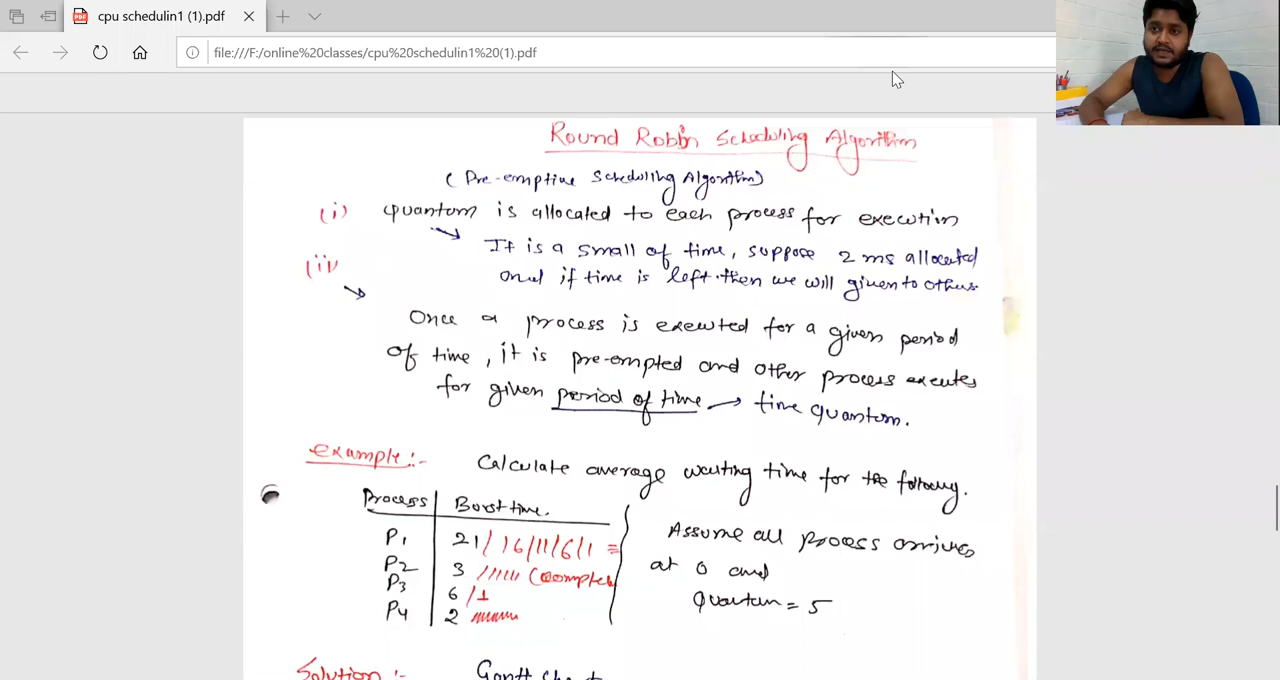 cpu schedulin1 (1).pdf
file:///F:/online%20classes/cpu%20schedulin1%20(1).pdf
Round Robin Scheduling Algorithm
(Pre-emptive Scheduling Algorithm)
(i) quantum is allocated to each process for execution
It is a small of time, suppose 2 ms allocated
(ii) and if time is left then we will given to others
Once a process is executed for a given period
of time, it is pre-empted and other process executes
for given period of time → time quantum.
example:- Calculate average waiting time for the following.
Process Burst time.
P1 21/16/11/6/1 =
P2 3 (Complet
P3 6/1
P4 2
Assume all process arrives
at 0 and
quantum = 5
Solution:- Gantt chart